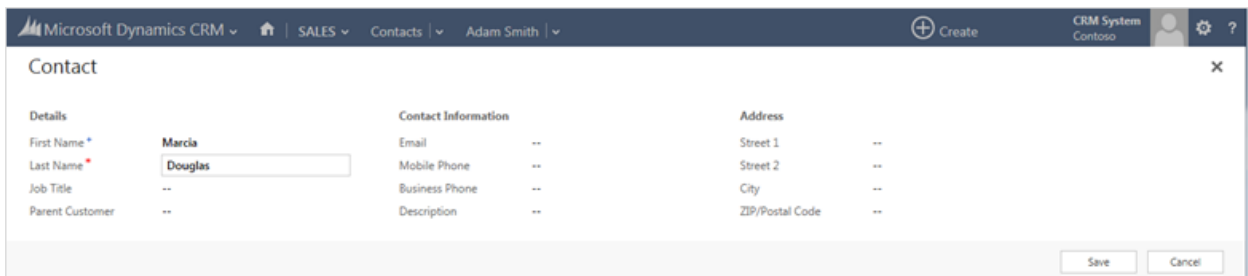 Microsoft Dynamics CRM SALES Contacts Adam Smith Create CRM System
Contoso ?
Contact
Details Contact Information Address
First Name* Marcia Email -- Street 1 --
Last Name* Douglas Mobile Phone -- Street 2 --
Job Title -- Business Phone -- City --
Parent Customer -- Description -- ZIP/Postal Code --
Save Cancel